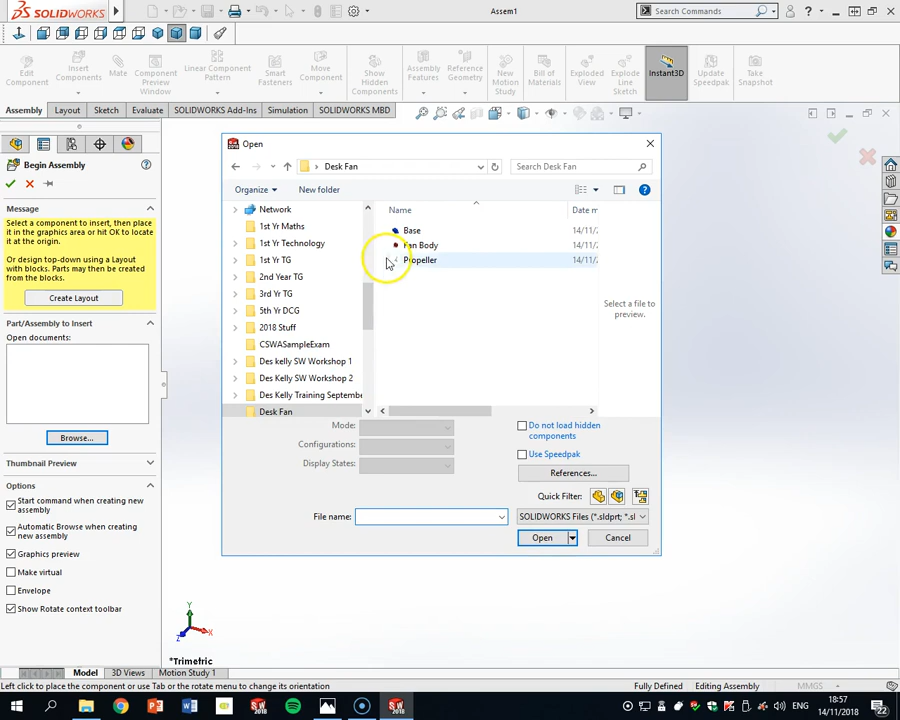 SOLIDWORKS
Assem1
Search Commands
Edit Component
Insert Components
Mate
Component Preview Window
Linear Component Pattern
Smart Fasteners
Move Component
Show Hidden Components
Assembly Features
Reference Geometry
New Motion Study
Bill of Materials
Exploded View
Explode Line Sketch
Instant3D
Update Speedpak
Take Snapshot
Assembly Layout Sketch Evaluate SOLIDWORKS Add-Ins Simulation SOLIDWORKS MBD
Begin Assembly
Message
Select a component to insert, then place
it in the graphics area or hit OK to
locate it at the origin.
Or design top-down using a Layout
with blocks. Parts may then be created
from the blocks.
Create Layout
Part/Assembly to Insert
Open documents:
Browse...
Thumbnail Preview
Options
Start command when creating new
assembly
Automatic Browse when creating
new assembly
Graphics preview
Make virtual
Envelope
Show Rotate context toolbar
Open
Desk Fan
Search Desk Fan
Organize
New folder
Network
1st Yr Maths
1st Yr Technology
1st Yr TG
2nd Year TG
3rd Yr TG
5th Yr DCG
2018 Stuff
CSWASampleExam
Des kelly SW Workshop 1
Des Kelly SW Workshop 2
Des Kelly Training Septembe
Desk Fan
Name Date m
Base 14/11/2
Fan Body 14/11/2
Propeller 14/11/2
Select a file to
preview.
Mode:
Configurations:
Display States:
Do not load hidden
components
Use Speedpak
References...
Quick Filter:
File name:
SOLIDWORKS Files (*.sldprt; *.sl
Open
Cancel
Y
X
Z
*Trimetric
Model 3D Views Motion Study 1
Left click to place the component or use Tab or the rotate menu to change its orientation
Fully Defined Editing Assembly MMGS
18:57
14/11/2018
22